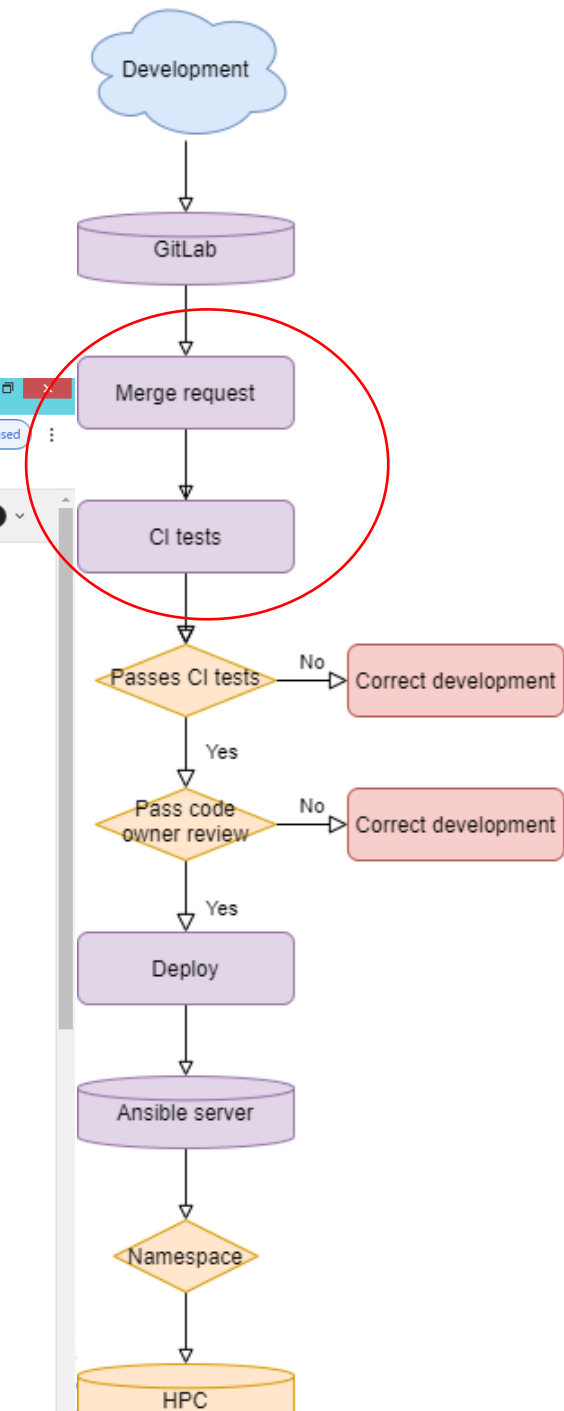 Development
GitLab
Merge request
CI tests
Passes CI tests
No
Correct development
Yes
Pass code
owner review
No
Correct development
Yes
Deploy
Ansible server
Namespace
HPC